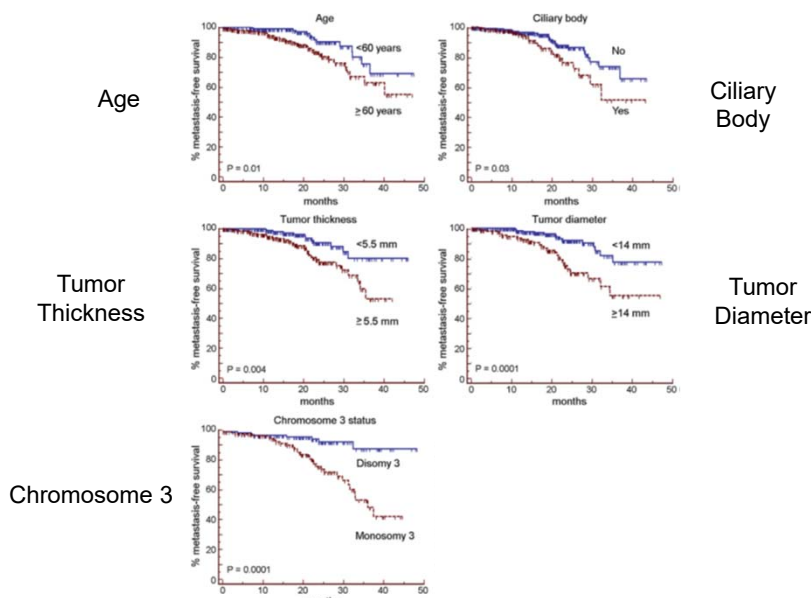 Age
Age
% metastasis-free survival
100
80
60
40
20
0
<60 years
≥60 years
P = 0.01
0 10 20 30 40 50
months
Ciliary body
Ciliary
Body
% metastasis-free survival
100
80
60
40
20
0
No
Yes
P = 0.03
0 10 20 30 40 50
months
Tumor thickness
Tumor
Thickness
% metastasis-free survival
100
80
60
40
20
0
<5.5 mm
≥5.5 mm
P = 0.004
0 10 20 30 40 50
months
Tumor diameter
Tumor
Diameter
% metastasis-free survival
100
80
60
40
20
0
<14 mm
≥14 mm
P = 0.0001
0 10 20 30 40 50
months
Chromosome 3 status
Chromosome 3
% metastasis-free survival
100
80
60
40
20
0
Disomy 3
Monosomy 3
P = 0.0001
0 10 20 30 40 50